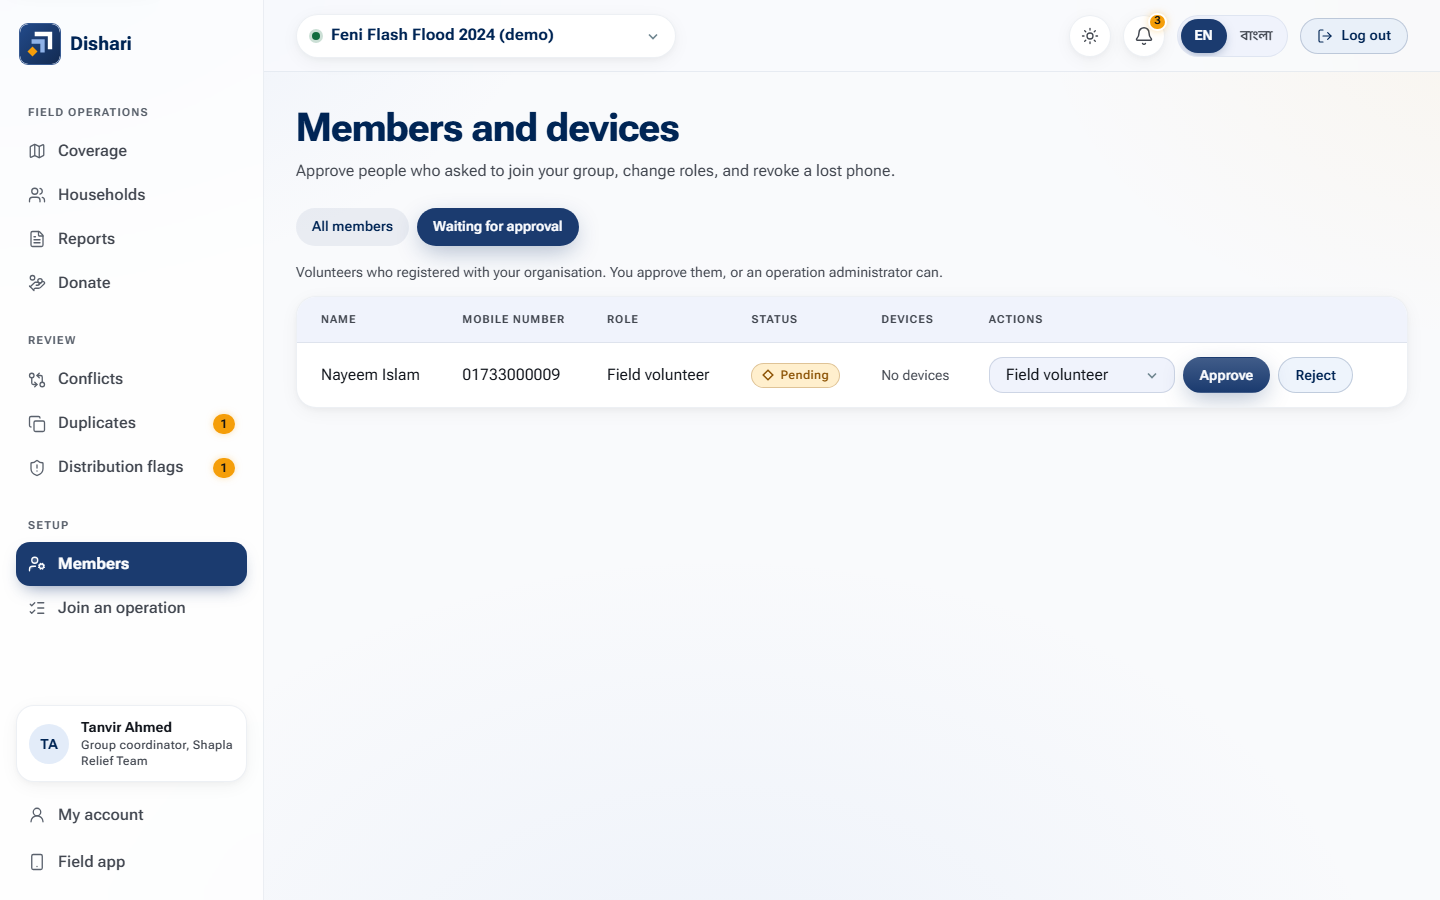 Dishari
Feni Flash Flood 2024 (demo)
3
EN
বাংলা
Log out
FIELD OPERATIONS
Coverage
Households
Reports
Donate
REVIEW
Conflicts
Duplicates
1
Distribution flags
1
SETUP
Members
Join an operation
TA
Tanvir Ahmed
Group coordinator, Shapla
Relief Team
My account
Field app
Members and devices
Approve people who asked to join your group, change roles, and revoke a lost phone.
All members
Waiting for approval
Volunteers who registered with your organisation. You approve them, or an operation administrator can.
NAME MOBILE NUMBER ROLE STATUS DEVICES ACTIONS
Nayeem Islam 01733000009 Field volunteer Pending No devices Field volunteer Approve Reject